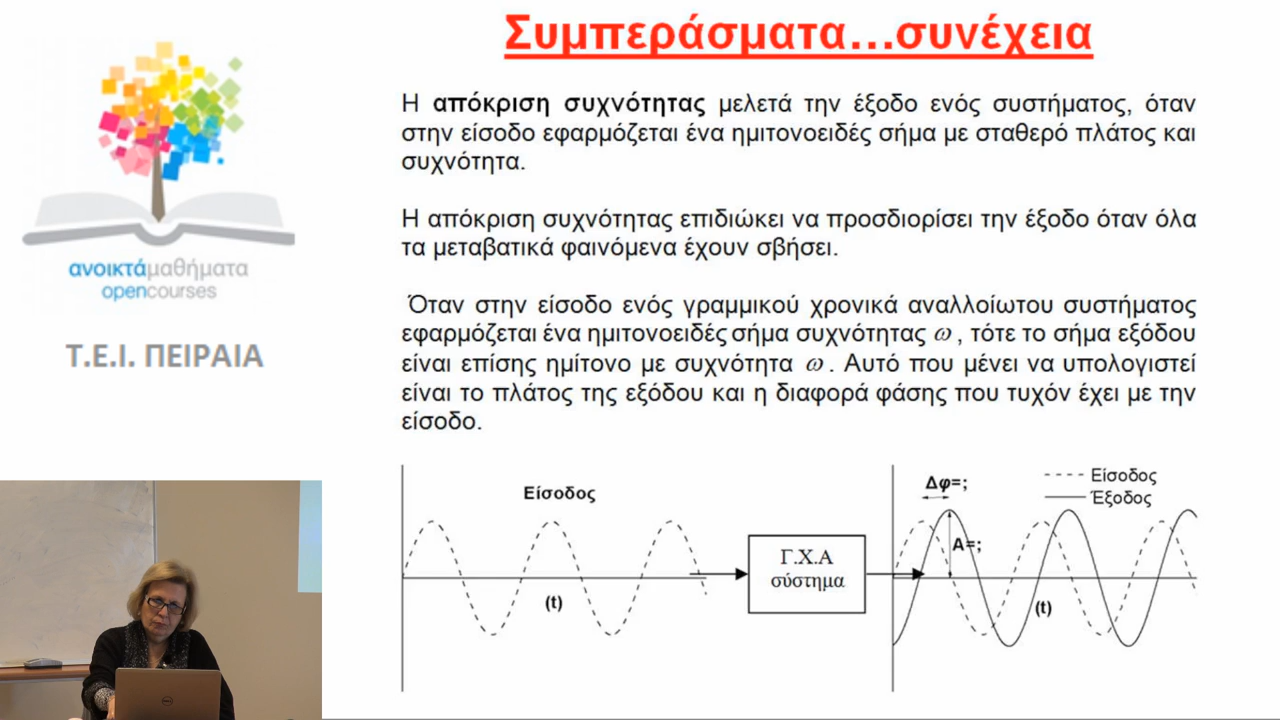 Συμπεράσματα...συνέχεια
Η απόκριση συχνότητας μελετά την έξοδο ενός συστήματος, όταν
στην είσοδο εφαρμόζεται ένα ημιτονοειδές σήμα με σταθερό πλάτος και
συχνότητα.
Η απόκριση συχνότητας επιδιώκει να προσδιορίσει την έξοδο όταν όλα
τα μεταβατικά φαινόμενα έχουν σβήσει.
Όταν στην είσοδο ενός γραμμικού χρονικά αναλλοίωτου συστήματος
εφαρμόζεται ένα ημιτονοειδές σήμα συχνότητας ω , τότε το σήμα εξόδου
είναι επίσης ημίτονο με συχνότητα ω . Αυτό που μένει να υπολογιστεί
είναι το πλάτος της εξόδου και η διαφορά φάσης που τυχόν έχει με την
είσοδο.
ανοικτάμαθήματα
opencourses
Τ.Ε.Ι. ΠΕΙΡΑΙΑ
Είσοδος
(t)
Γ.Χ.Α
σύστημα
Δφ=;
Είσοδος
Έξοδος
Α=;
(t)
DELL